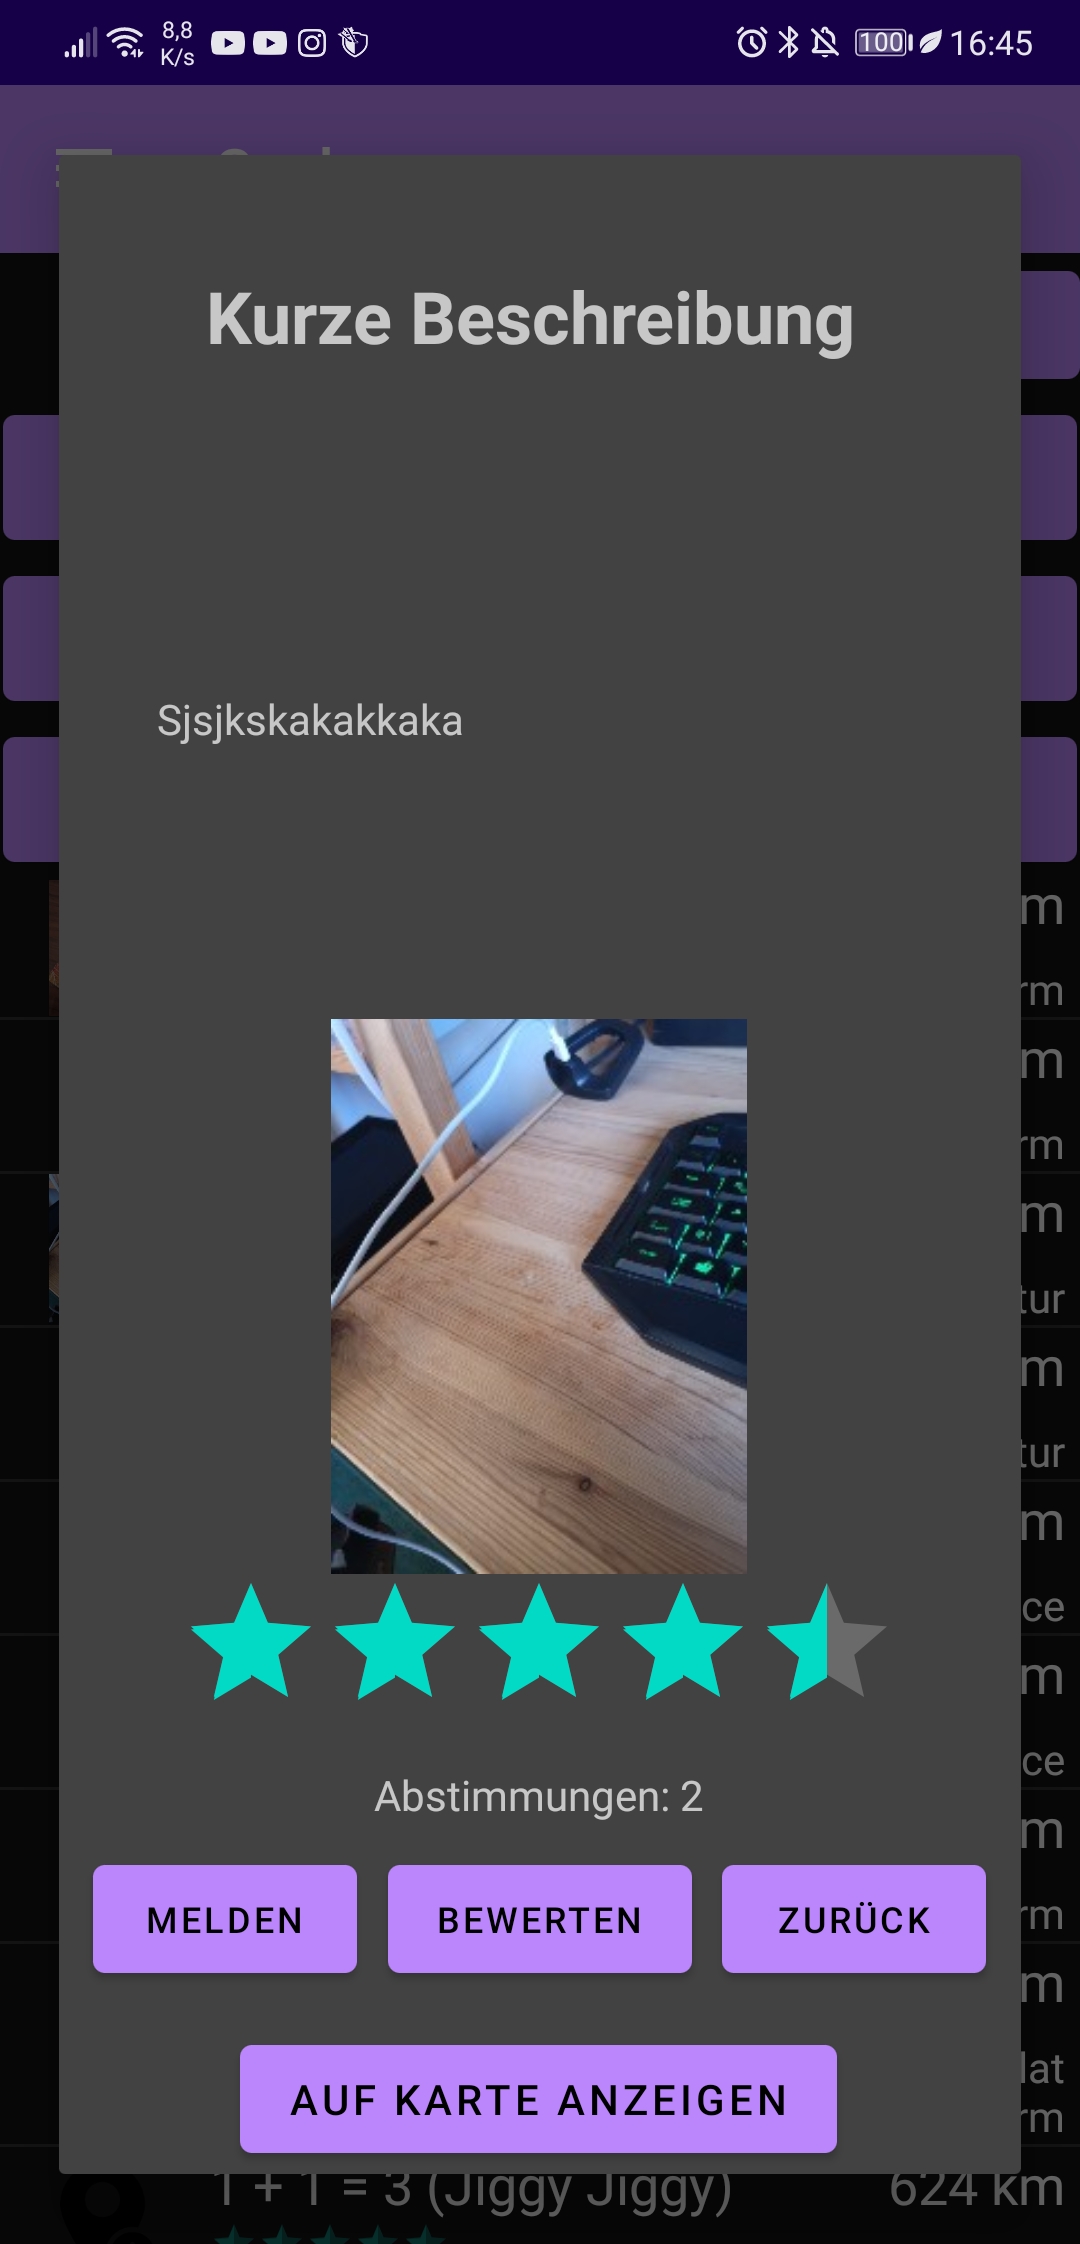 8,8
K/s
100
16:45
Kurze Beschreibung
Sjsjkskakakkaka
m
rm
m
rm
m
tur
m
tur
m
ce
m
ce
m
rm
m
lat
rm
Abstimmungen: 2
MELDEN BEWERTEN ZURÜCK
AUF KARTE ANZEIGEN
1 + 1 = 3 (Jiggy Jiggy) 624 km